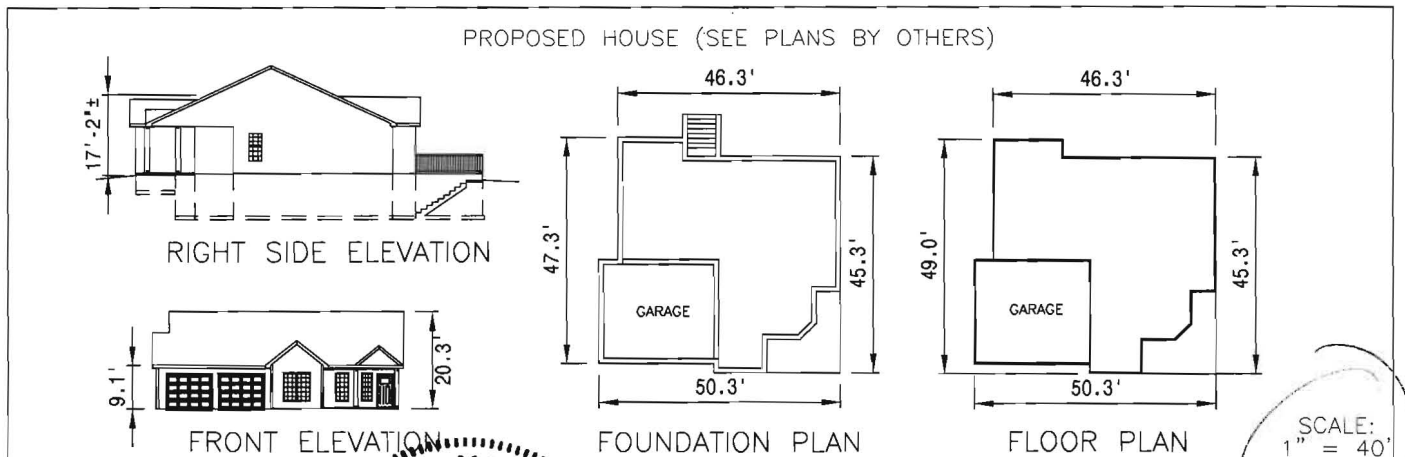 PROPOSED HOUSE (SEE PLANS BY OTHERS)
17'-2"±
RIGHT SIDE ELEVATION
9.1'
20.3'
FRONT ELEVATION
46.3'
47.3'
45.3'
GARAGE
50.3'
FOUNDATION PLAN
46.3'
49.0'
45.3'
GARAGE
50.3'
FLOOR PLAN
SCALE:
1" = 40'